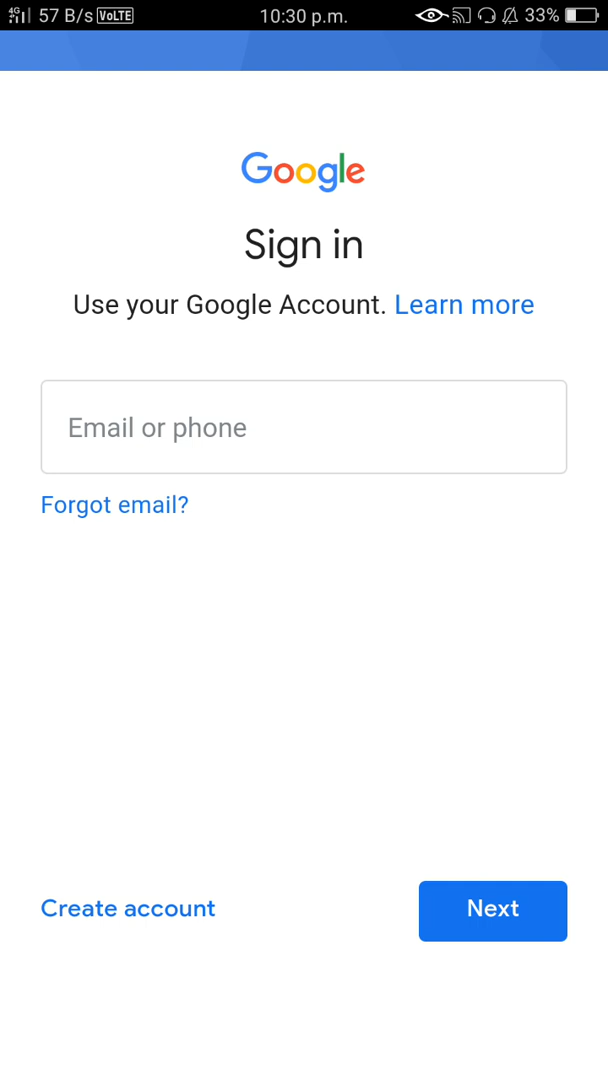 57 B/s VoLTE 10:30 p.m. 33%
Google
Sign in
Use your Google Account. Learn more
Email or phone
Forgot email?
Create account Next